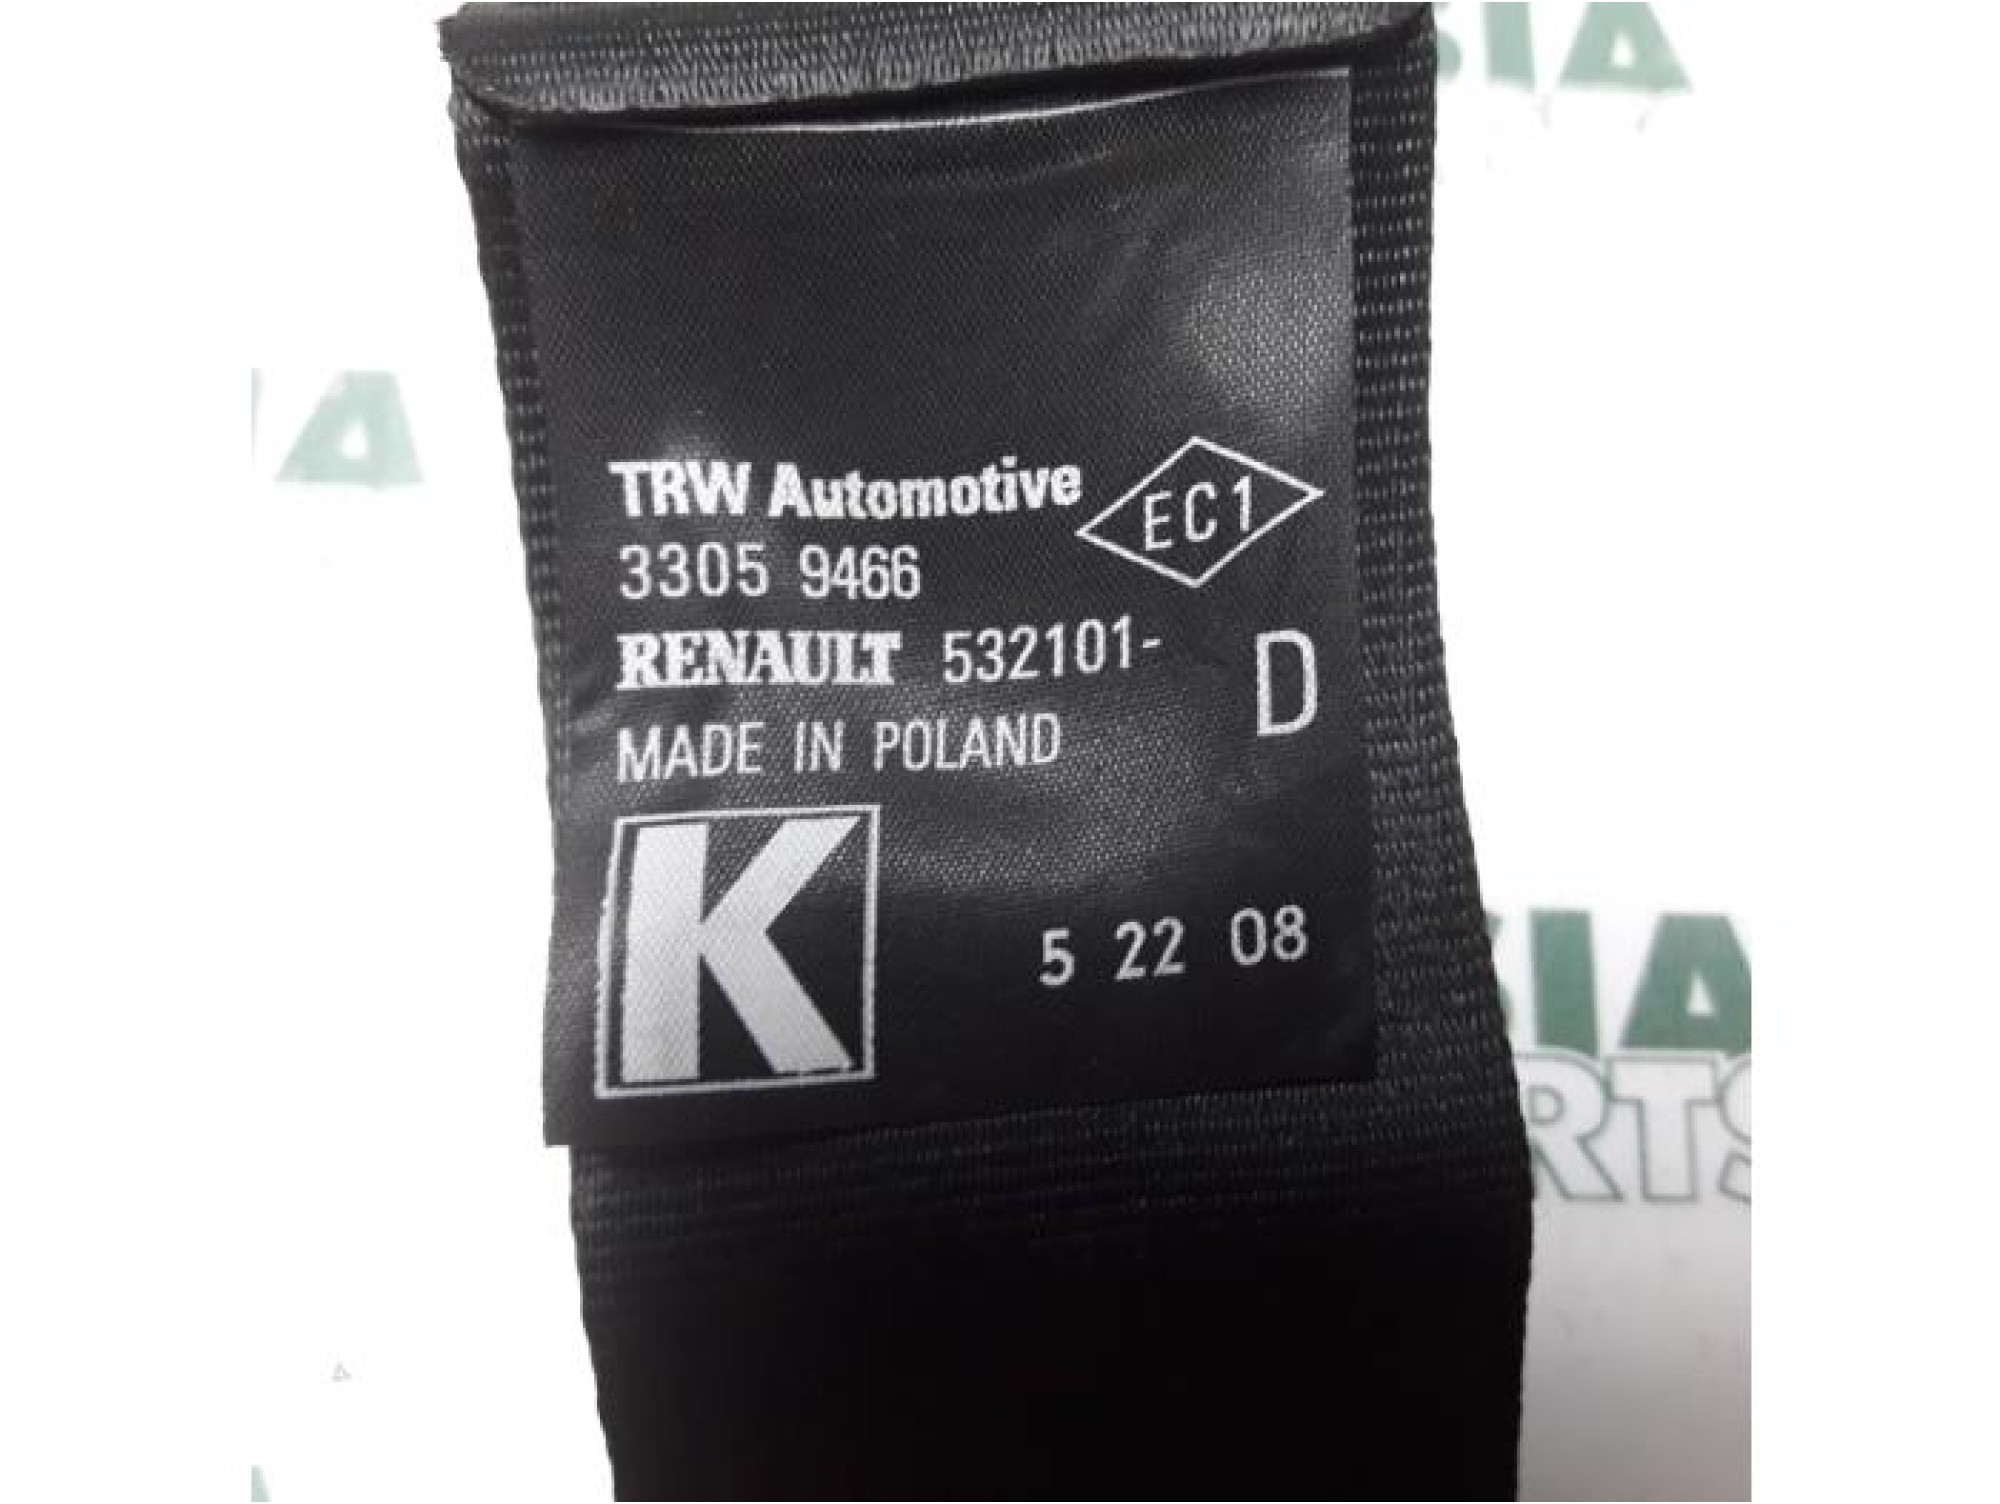 TRW Automotive
EC1
3305 9466
RENAULT 532101-
D
MADE IN POLAND
K
5 22 08